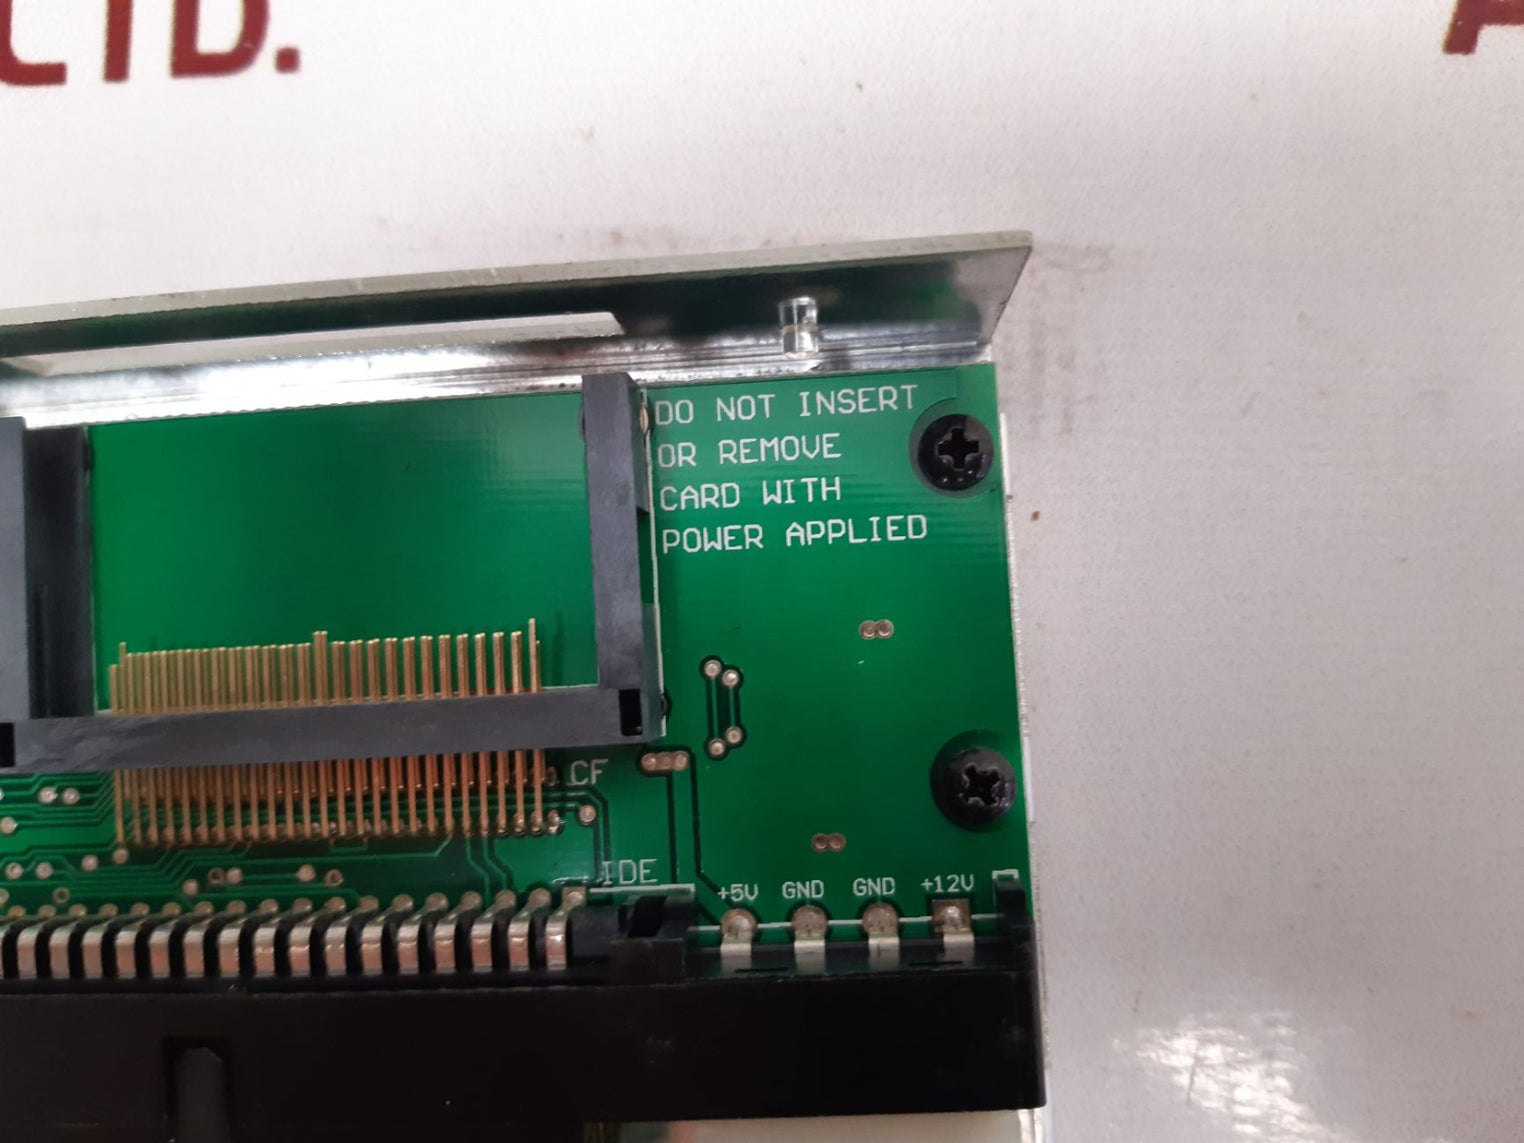 LTD.
A
DO NOT INSERT
OR REMOVE
CARD WITH
POWER APPLIED
CF
IDE
+5V GND GND +12V